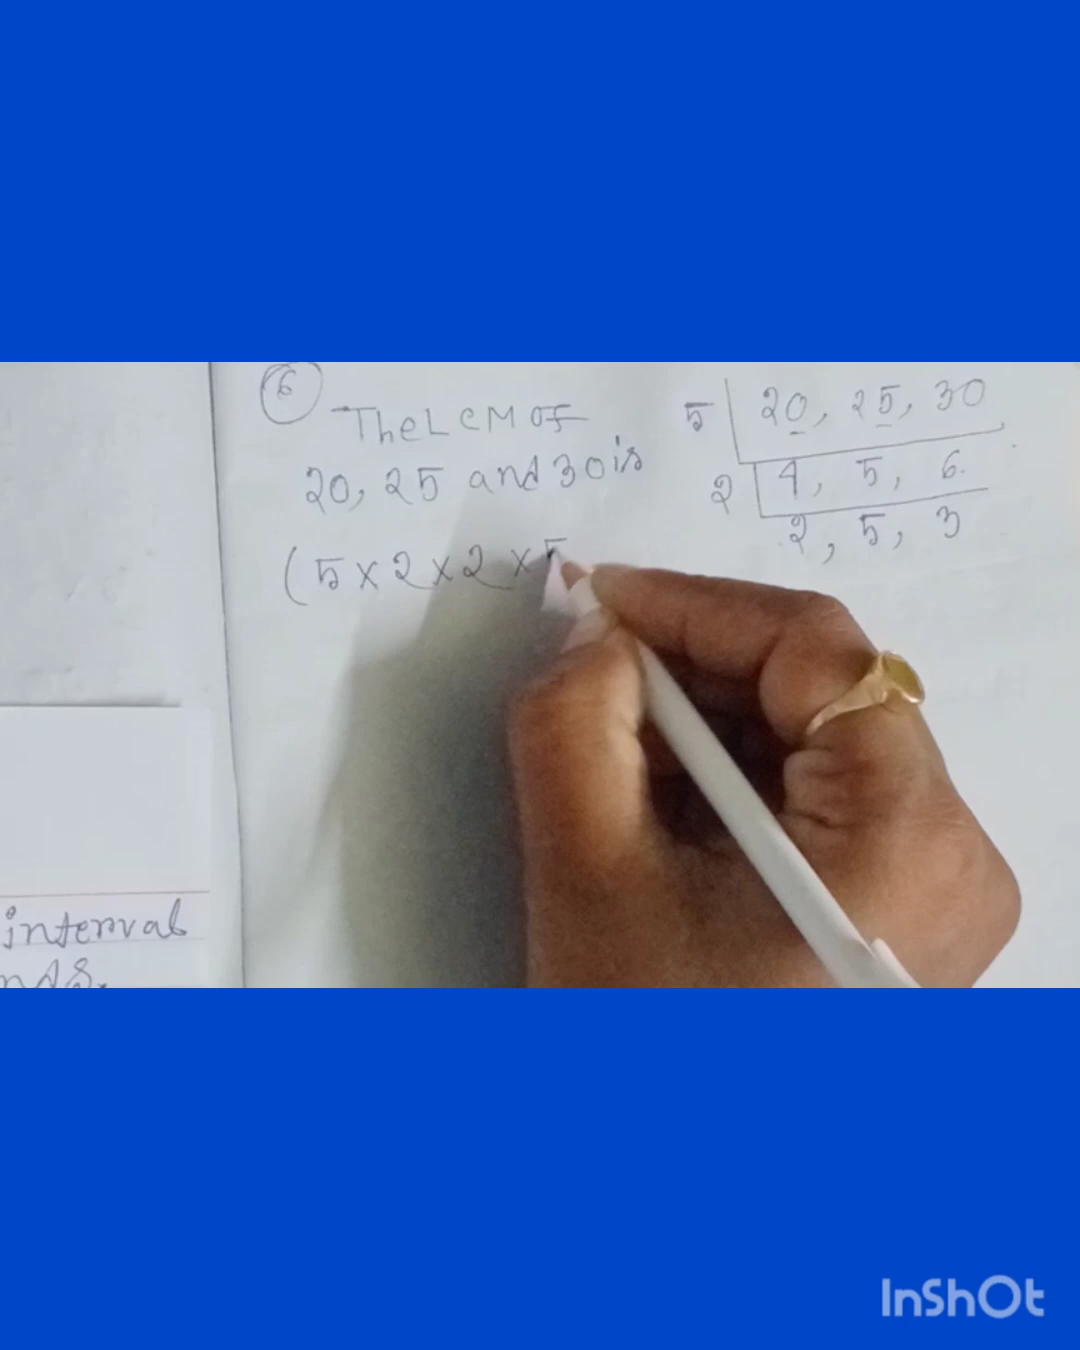 6
The LCM OF
20, 25 and 30 is
(5 × 2 × 2 × 5
5 | 20, 25, 30
2 | 4, 5, 6
2, 5, 3
interval
InShOt